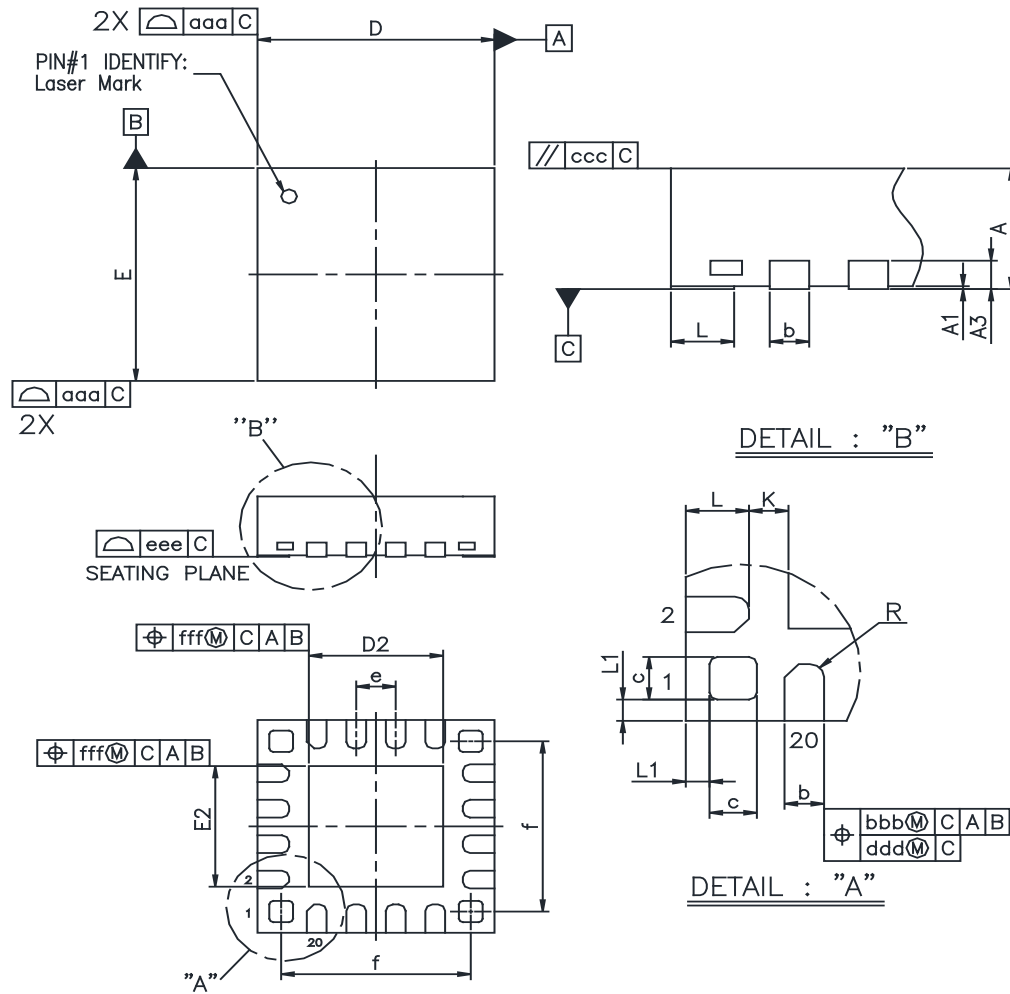 2X aaa C
D
A
PIN#1 IDENTIFY:
Laser Mark
B
E
aaa C
2X
// ccc C
A
A1
A3
L
b
C
DETAIL : "B"
"B"
eee C
SEATING PLANE
fff Ⓜ C A B
D2
e
fff Ⓜ C A B
E2
f
2
1
20
f
"A"
L
K
R
2
L1
c
1
20
L1
c
b
bbb Ⓜ C A B
ddd Ⓜ C
DETAIL : "A"